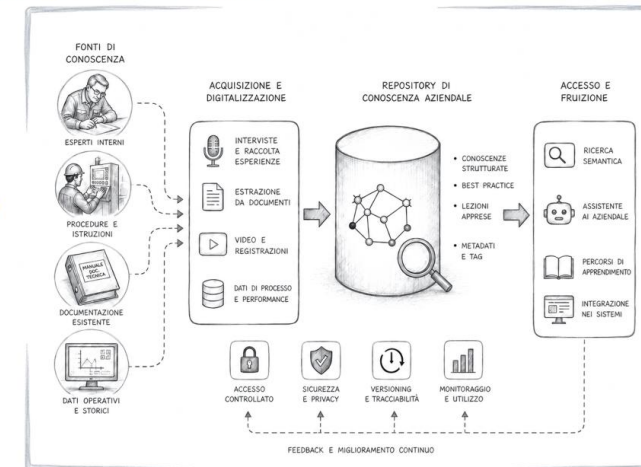 FONTI DI
CONOSCENZA
ESPERTI INTERNI
PROCEDURE E
ISTRUZIONI
MANUALE
DOC.
TECNICA
DOCUMENTAZIONE
ESISTENTE
DATI OPERATIVI
E STORICI
ACQUISIZIONE E
DIGITALIZZAZIONE
INTERVISTE
E RACCOLTA
ESPERIENZE
ESTRAZIONE
DA DOCUMENTI
VIDEO E
REGISTRAZIONI
DATI DI PROCESSO
E PERFORMANCE
REPOSITORY DI
CONOSCENZA AZIENDALE
• CONOSCENZE
STRUTTURATE
• BEST PRACTICE
• LEZIONI
APPRESE
• METADATI
E TAG
ACCESSO E
FRUIZIONE
RICERCA
SEMANTICA
ASSISTENTE
AI AZIENDALE
PERCORSI DI
APPRENDIMENTO
INTEGRAZIONE
NEI SISTEMI
ACCESSO
CONTROLLATO
SICUREZZA
E PRIVACY
VERSIONING
E TRACCIABILITÀ
MONITORAGGIO
E UTILIZZO
FEEDBACK E MIGLIORAMENTO CONTINUO